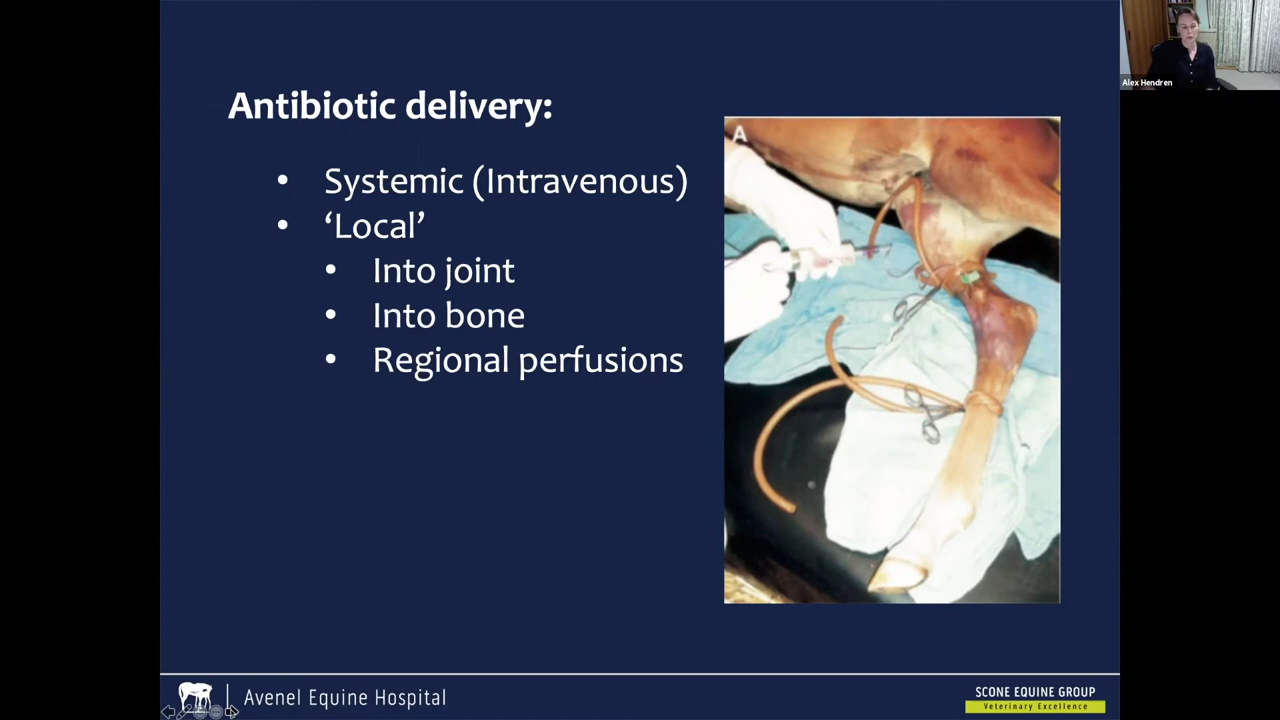 Alex Hendren
Antibiotic delivery:
A
• Systemic (Intravenous)
• ‘Local’
• Into joint
• Into bone
• Regional perfusions
Avenel Equine Hospital
SCONE EQUINE GROUP
Veterinary Excellence